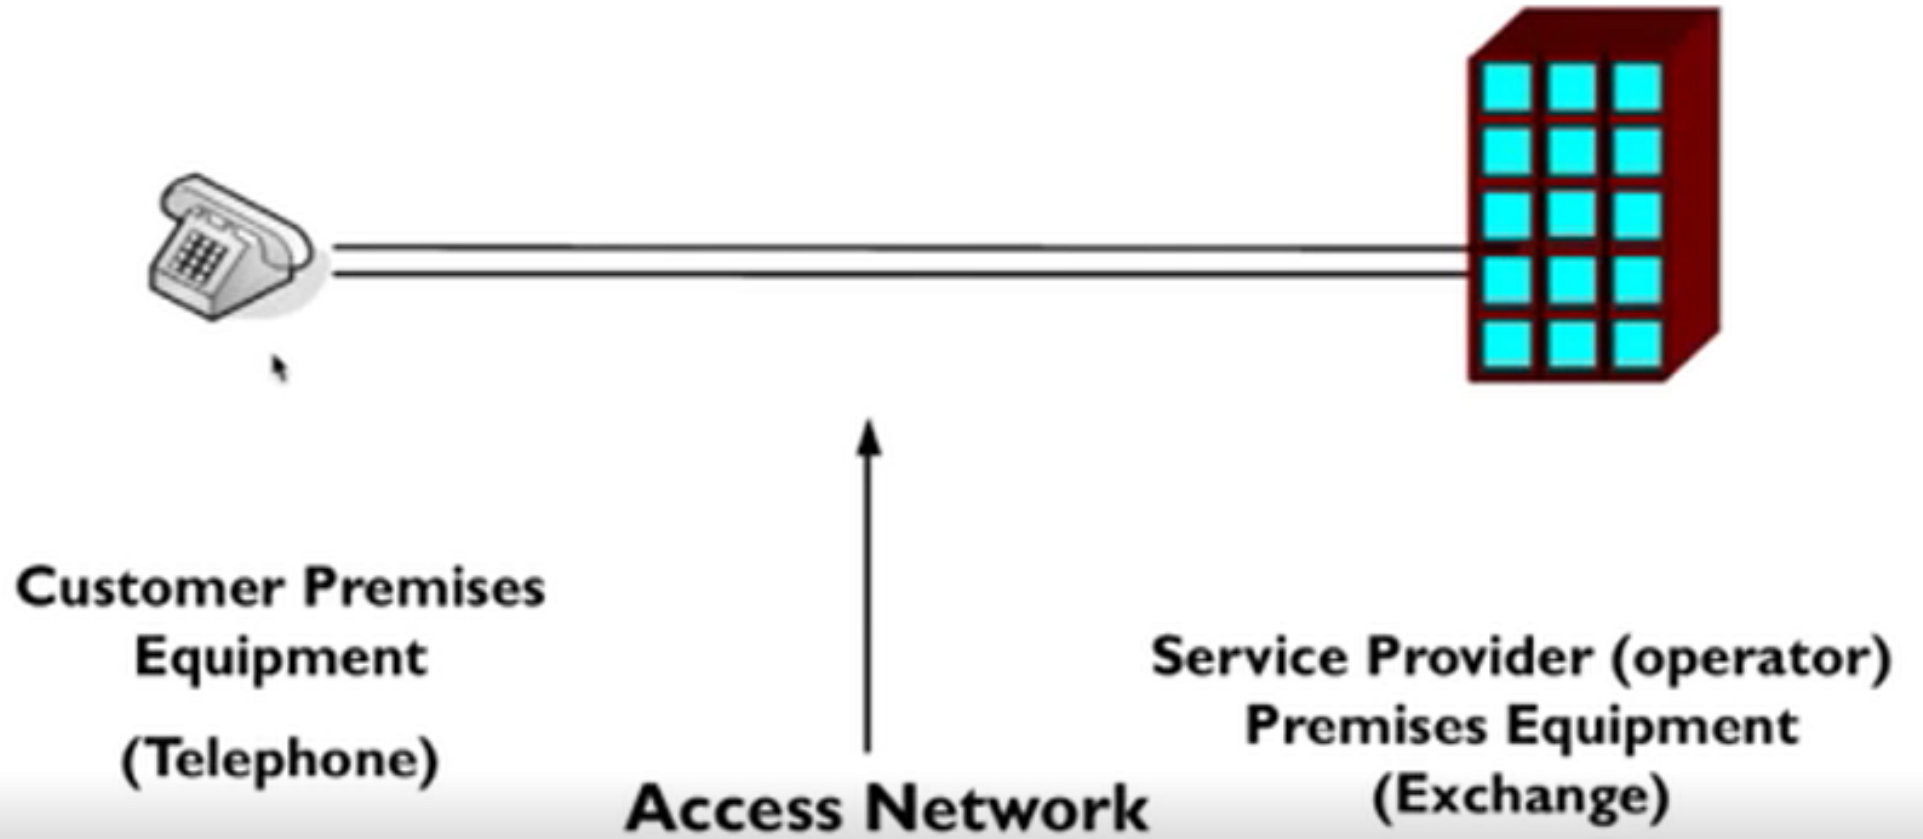 Customer Premises
Equipment
(Telephone)
Access Network
Service Provider (operator)
Premises Equipment
(Exchange)